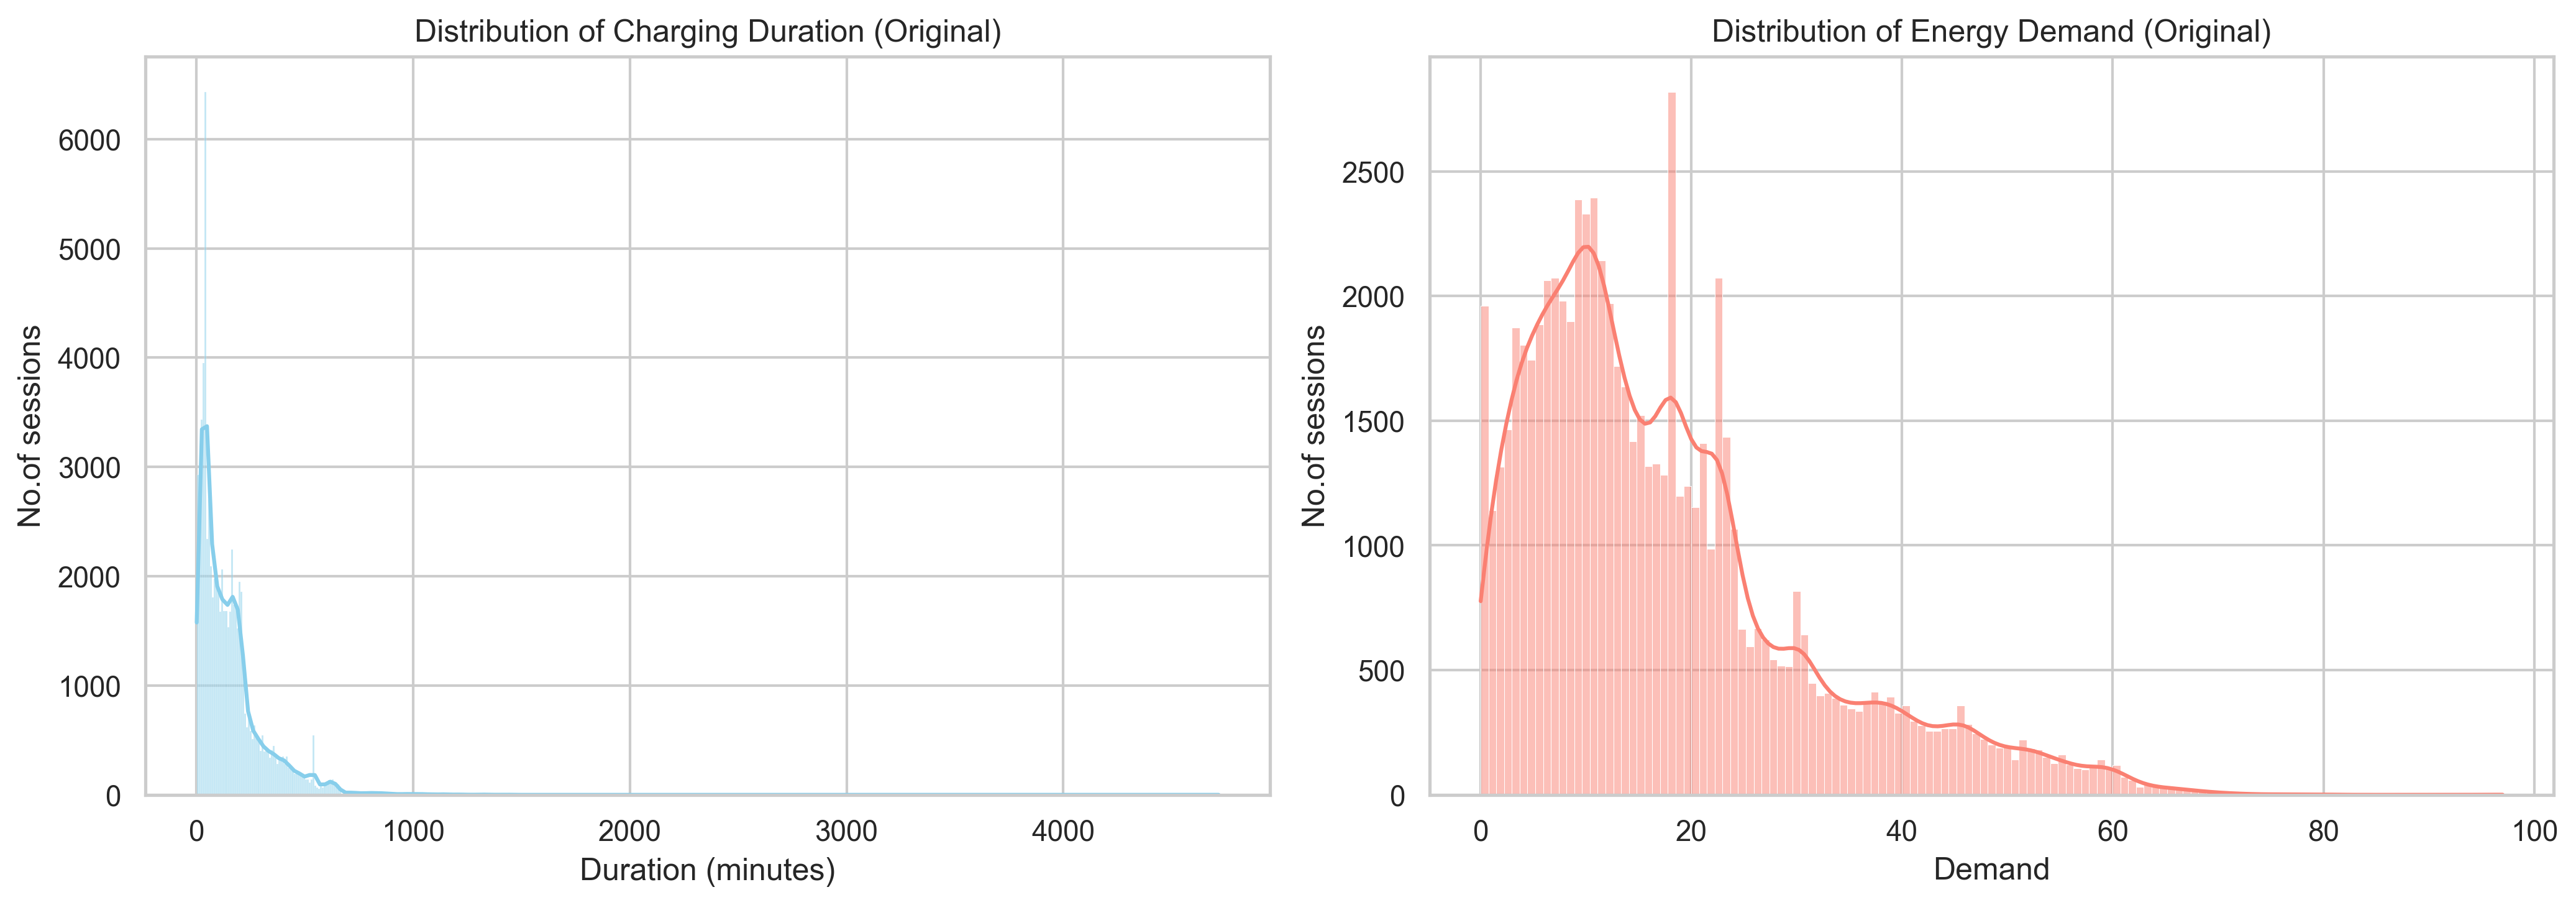 Distribution of Charging Duration (Original)
No.of sessions
6000
5000
4000
3000
2000
1000
0
0 1000 2000 3000 4000
Duration (minutes)
Distribution of Energy Demand (Original)
No.of sessions
2500
2000
1500
1000
500
0
0 20 40 60 80 100
Demand